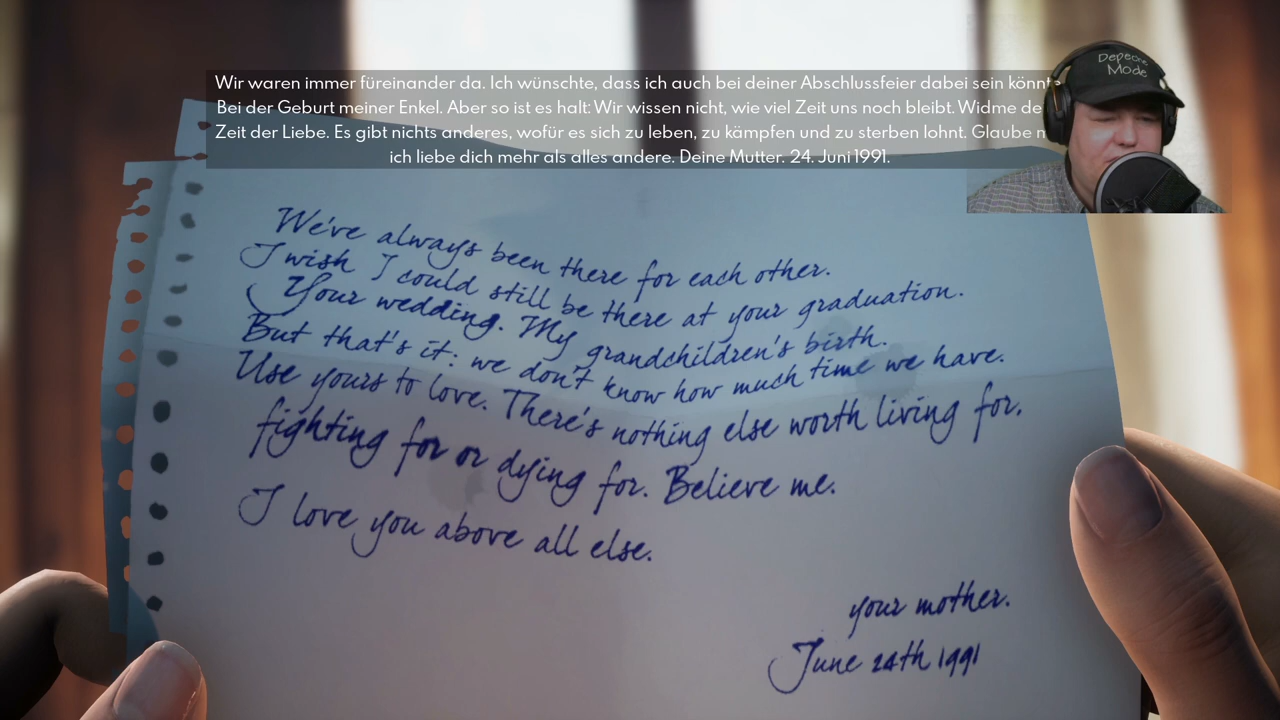 Wir waren immer füreinander da. Ich wünschte, dass ich auch bei deiner Abschlussfeier dabei sein könnte
Bei der Geburt meiner Enkel. Aber so ist es halt: Wir wissen nicht, wie viel Zeit uns noch bleibt. Widme
Zeit der Liebe. Es gibt nichts anderes, wofür es sich zu leben, zu kämpfen und zu sterben lohnt. Glaube
ich liebe dich mehr als alles andere. Deine Mutter. 24. Juni 1991.
Depeche
Mode
We've always been there for each other.
I wish I could still be there at your graduation.
Your wedding. My grandchildren's birth.
But that's it: we don't know how much time we have.
Use yours to love. There's nothing else worth living for,
fighting for or dying for. Believe me.
I love you above all else.
your mother.
June 24th 1991